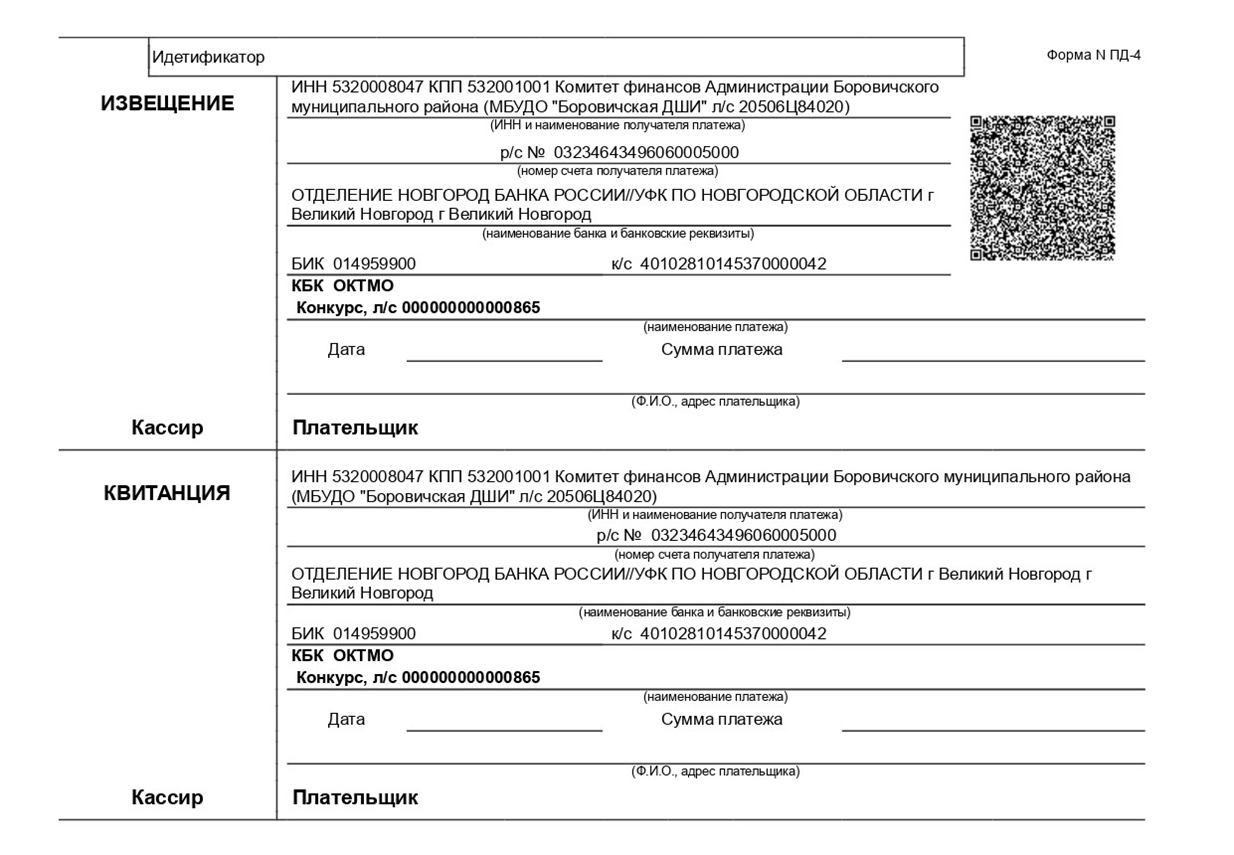 Идетификатор
Форма N ПД-4
ИЗВЕЩЕНИЕ
ИНН 5320008047 КПП 532001001 Комитет финансов Администрации Боровичского
муниципального района (МБУДО "Боровичская ДШИ" л/с 20506Ц84020)
(ИНН и наименование получателя платежа)
р/с № 03234643496060005000
(номер счета получателя платежа)
ОТДЕЛЕНИЕ НОВГОРОД БАНКА РОССИИ//УФК ПО НОВГОРОДСКОЙ ОБЛАСТИ г
Великий Новгород г Великий Новгород
(наименование банка и банковские реквизиты)
БИК 014959900 к/с 40102810145370000042
КБК ОКТМО
Конкурс, л/с 000000000000865
(наименование платежа)
Дата Сумма платежа
(Ф.И.О., адрес плательщика)
Кассир Плательщик
КВИТАНЦИЯ
ИНН 5320008047 КПП 532001001 Комитет финансов Администрации Боровичского муниципального района
(МБУДО "Боровичская ДШИ" л/с 20506Ц84020)
(ИНН и наименование получателя платежа)
р/с № 03234643496060005000
(номер счета получателя платежа)
ОТДЕЛЕНИЕ НОВГОРОД БАНКА РОССИИ//УФК ПО НОВГОРОДСКОЙ ОБЛАСТИ г Великий Новгород г
Великий Новгород
(наименование банка и банковские реквизиты)
БИК 014959900 к/с 40102810145370000042
КБК ОКТМО
Конкурс, л/с 000000000000865
(наименование платежа)
Дата Сумма платежа
(Ф.И.О., адрес плательщика)
Кассир Плательщик